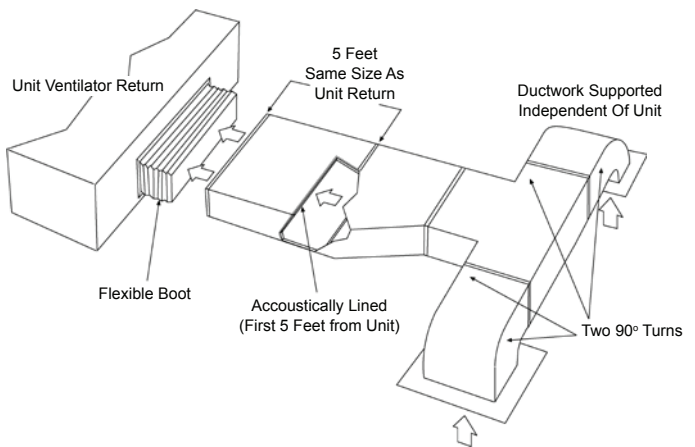 5 Feet
Same Size As
Unit Return
Unit Ventilator Return
Ductwork Supported
Independent Of Unit
Flexible Boot
Accoustically Lined
(First 5 Feet from Unit)
Two 90° Turns